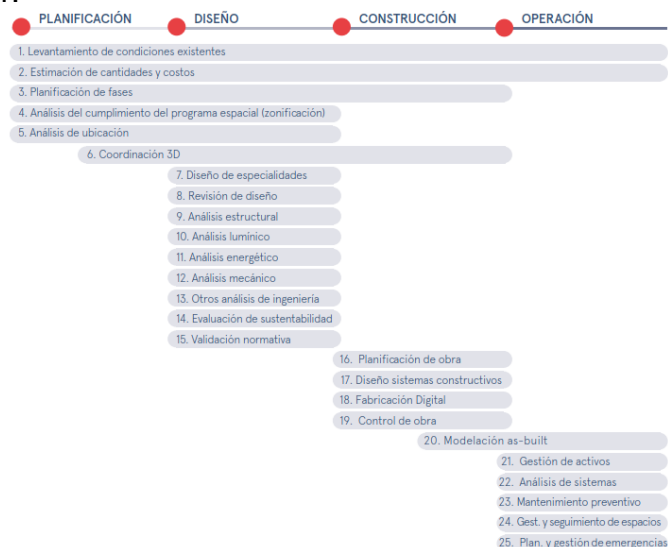 PLANIFICACIÓN DISEÑO CONSTRUCCIÓN OPERACIÓN
1. Levantamiento de condiciones existentes
2. Estimación de cantidades y costos
3. Planificación de fases
4. Análisis del cumplimiento del programa espacial (zonificación)
5. Análisis de ubicación
6. Coordinación 3D
7. Diseño de especialidades
8. Revisión de diseño
9. Análisis estructural
10. Análisis lumínico
11. Análisis energético
12. Análisis mecánico
13. Otros análisis de ingeniería
14. Evaluación de sustentabilidad
15. Validación normativa
16. Planificación de obra
17. Diseño sistemas constructivos
18. Fabricación Digital
19. Control de obra
20. Modelación as-built
21. Gestión de activos
22. Análisis de sistemas
23. Mantenimiento preventivo
24. Gest. y seguimiento de espacios
25. Plan. y gestión de emergencias